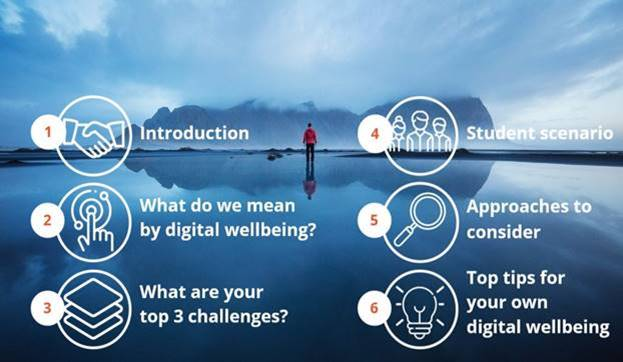 1
Introduction
2
What do we mean
by digital wellbeing?
3
What are your
top 3 challenges?
4
Student scenario
5
Approaches to
consider
6
Top tips for
your own
digital wellbeing